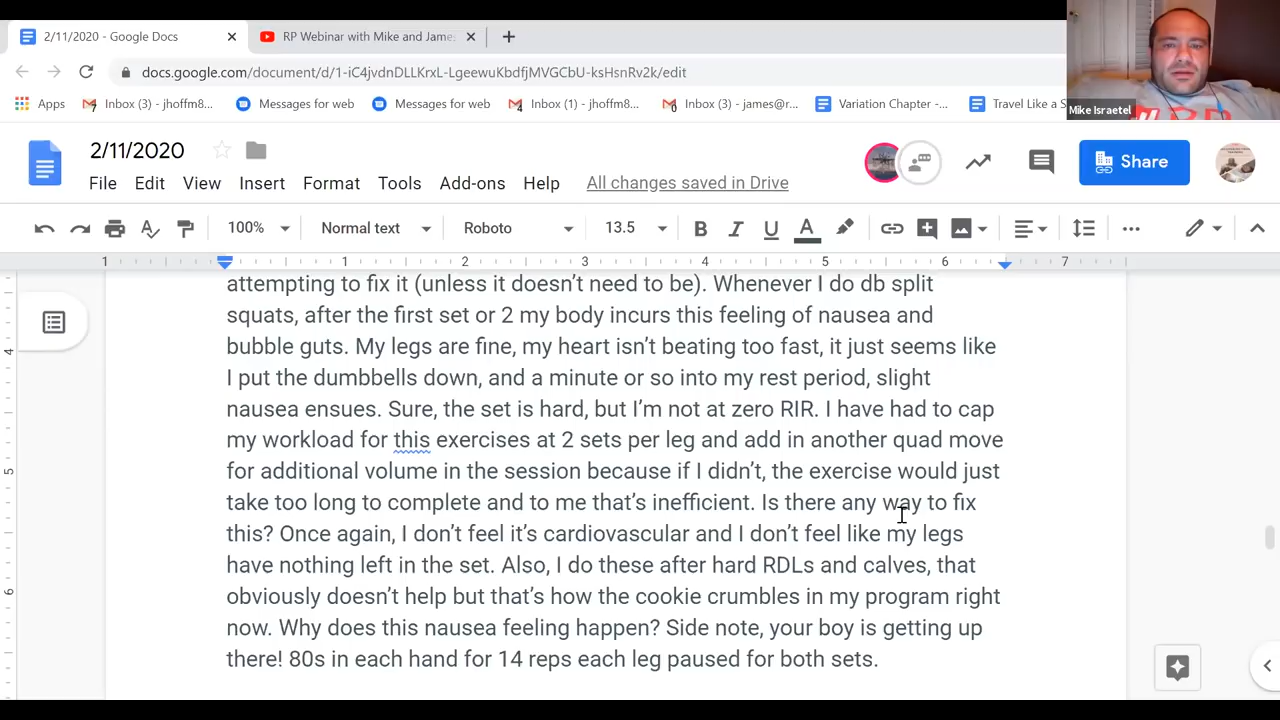 2/11/2020 - Google Docs
RP Webinar with Mike and James
docs.google.com/document/d/1-iC4jvdnDLLKrxL-LgeewuKbdfjMVGCbU-ksHsnRv2k/edit
Apps Inbox (3) - jhoffm8... Messages for web Messages for web Inbox (1) - jhoffm8... Inbox (2) - james@r... Variation Chapter -... Travel Like a S
Mike Israetel
2/11/2020
File Edit View Insert Format Tools Add-ons Help All changes saved in Drive
Share
100% Normal text Roboto 13.5 B I U A
1 1 2 3 4 5 6 7
attempting to fix it (unless it doesn't need to be). Whenever I do db split
squats, after the first set or 2 my body incurs this feeling of nausea and
bubble guts. My legs are fine, my heart isn't beating too fast, it just seems like
I put the dumbbells down, and a minute or so into my rest period, slight
nausea ensues. Sure, the set is hard, but I'm not at zero RIR. I have had to cap
my workload for this exercises at 2 sets per leg and add in another quad move
for additional volume in the session because if I didn't, the exercise would just
take too long to complete and to me that's inefficient. Is there any way to fix
this? Once again, I don't feel it's cardiovascular and I don't feel like my legs
have nothing left in the set. Also, I do these after hard RDLs and calves, that
obviously doesn't help but that's how the cookie crumbles in my program right
now. Why does this nausea feeling happen? Side note, your boy is getting up
there! 80s in each hand for 14 reps each leg paused for both sets.
4
5
6